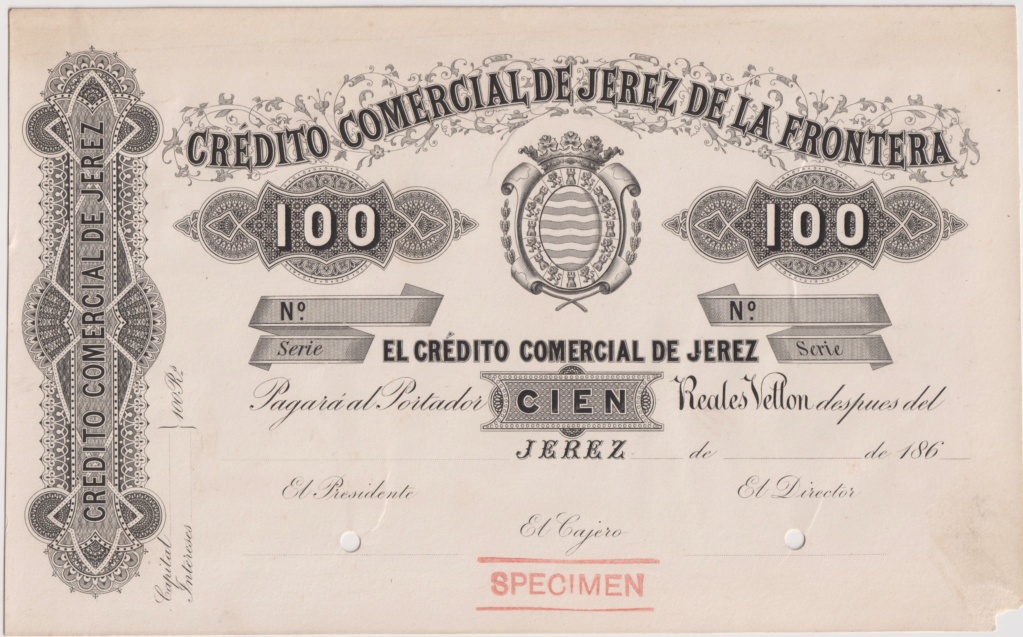 CRÉDITO COMERCIAL DE JEREZ DE LA FRONTERA
CREDITO COMERCIAL DE JEREZ
100
100
Nº
Nº
Serie
Serie
EL CRÉDITO COMERCIAL DE JEREZ
Pagará al Portador CIEN Reales Vellon despues del
JEREZ de de 186
100 Rˢ
Capital
Intereses
El Presidente
El Director
El Cajero
SPECIMEN